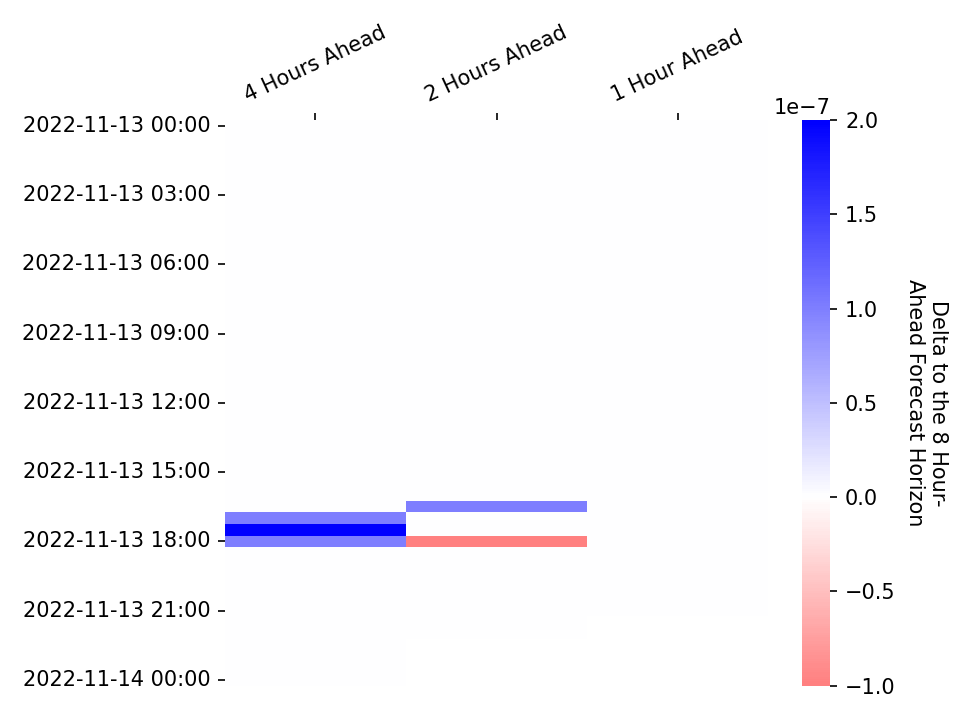 4 Hours Ahead
2 Hours Ahead
1 Hour Ahead
1e−7
2022-11-13 00:00
2022-11-13 03:00
2022-11-13 06:00
2022-11-13 09:00
2022-11-13 12:00
2022-11-13 15:00
2022-11-13 18:00
2022-11-13 21:00
2022-11-14 00:00
2.0
1.5
1.0
0.5
0.0
−0.5
−1.0
Delta to the 8 Hour-
Ahead Forecast Horizon